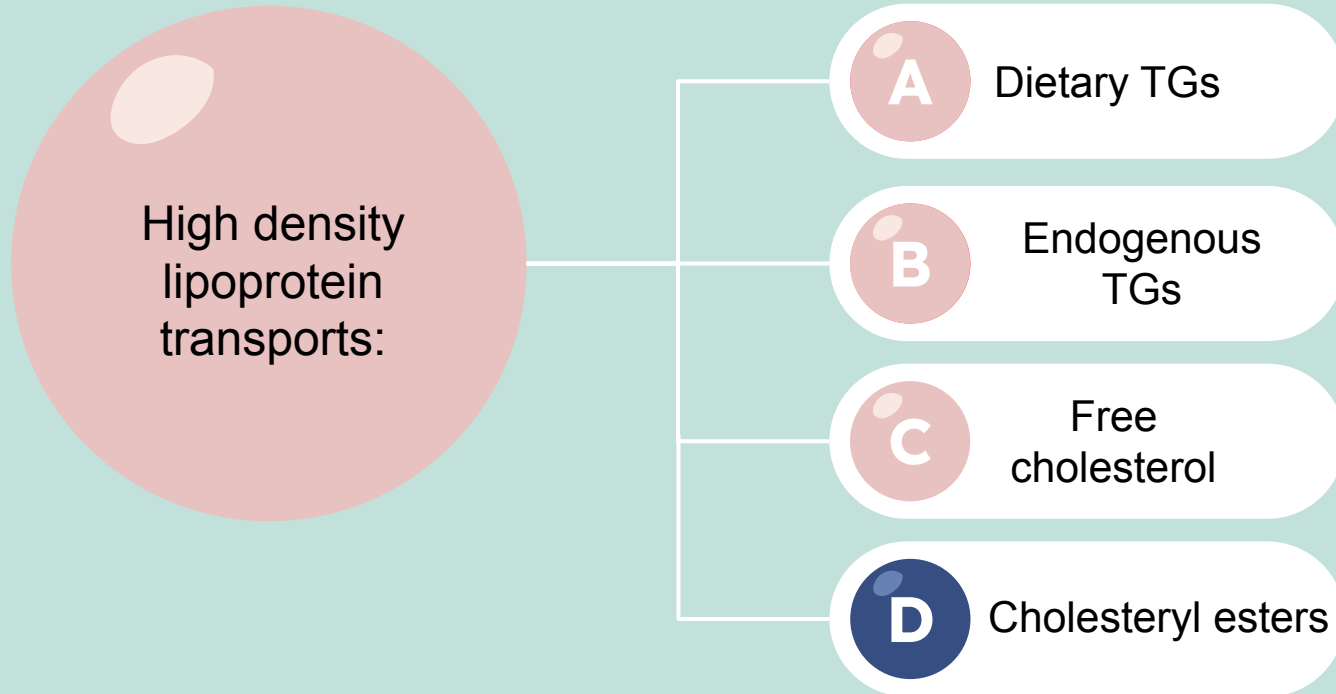 High density
lipoprotein
transports:
A Dietary TGs
B Endogenous
TGs
C Free
cholesterol
D Cholesteryl esters